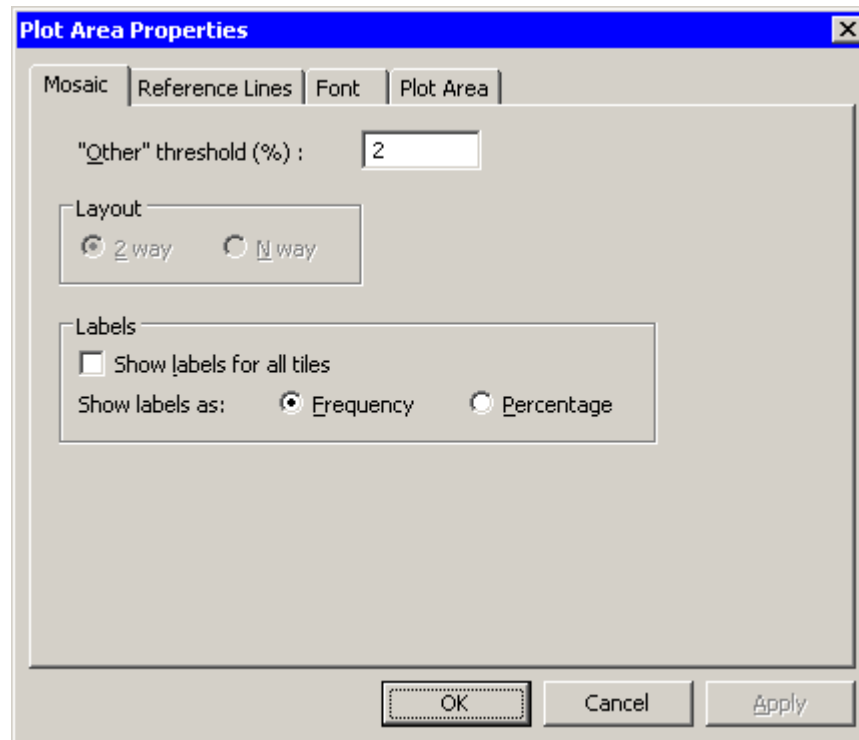 Plot Area Properties
Mosaic Reference Lines Font Plot Area
"Other" threshold (%) : 2
Layout
2 way N way
Labels
Show labels for all tiles
Show labels as: Frequency Percentage
OK Cancel Apply